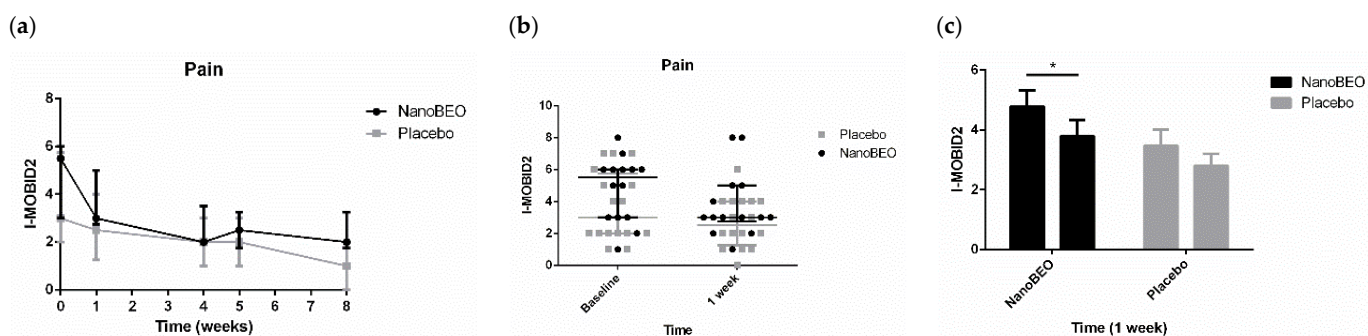 (a)
Pain
I-MOBID2
8
6
4
2
0
0 1 2 3 4 5 6 7 8
Time (weeks)
NanoBEO
Placebo
(b)
Pain
I-MOBID2
10
8
6
4
2
0
Baseline
1 week
Time
Placebo
NanoBEO
(c)
I-MOBID2
6
4
2
0
*
NanoBEO
Placebo
Time (1 week)
NanoBEO
Placebo